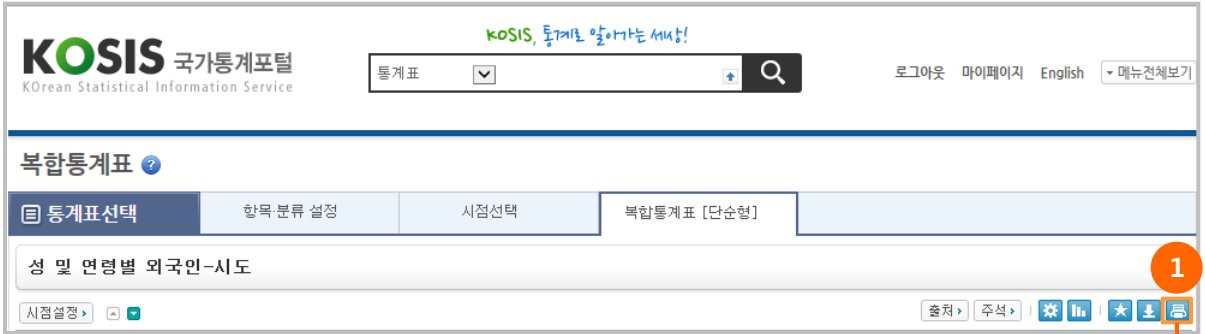 KOSIS, 통계로 알아가는 세상!
KOSIS 국가통계포털
KOrean Statistical Information Service
통계표
로그아웃 마이페이지 English 메뉴전체보기
복합통계표 ?
통계표선택 항목·분류 설정 시점선택 복합통계표 [단순형]
성 및 연령별 외국인-시도
1
시점설정 출처 주석